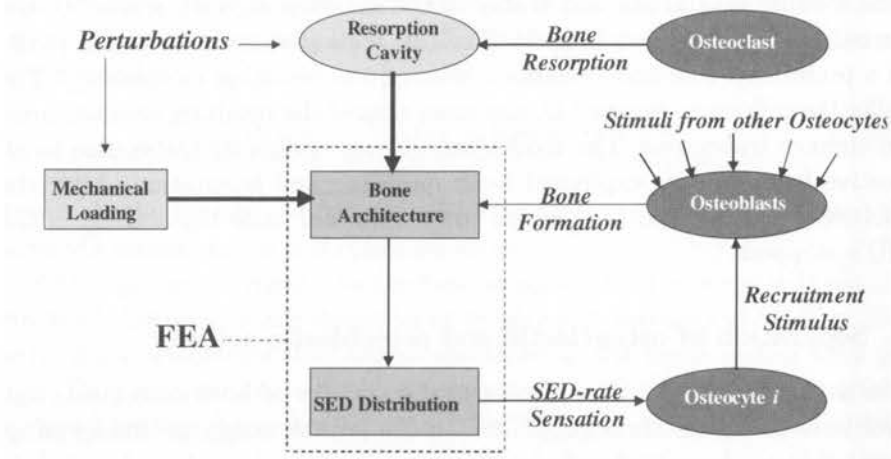 Perturbations
Resorption
Cavity
Bone
Resorption
Osteoclast
Stimuli from other Osteocytes
Mechanical
Loading
Bone
Architecture
Bone
Formation
Osteoblasts
Recruitment
Stimulus
FEA
SED Distribution
SED-rate
Sensation
Osteocyte i